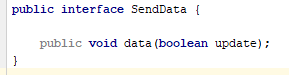 public interface SendData {
public void data(boolean update);
}